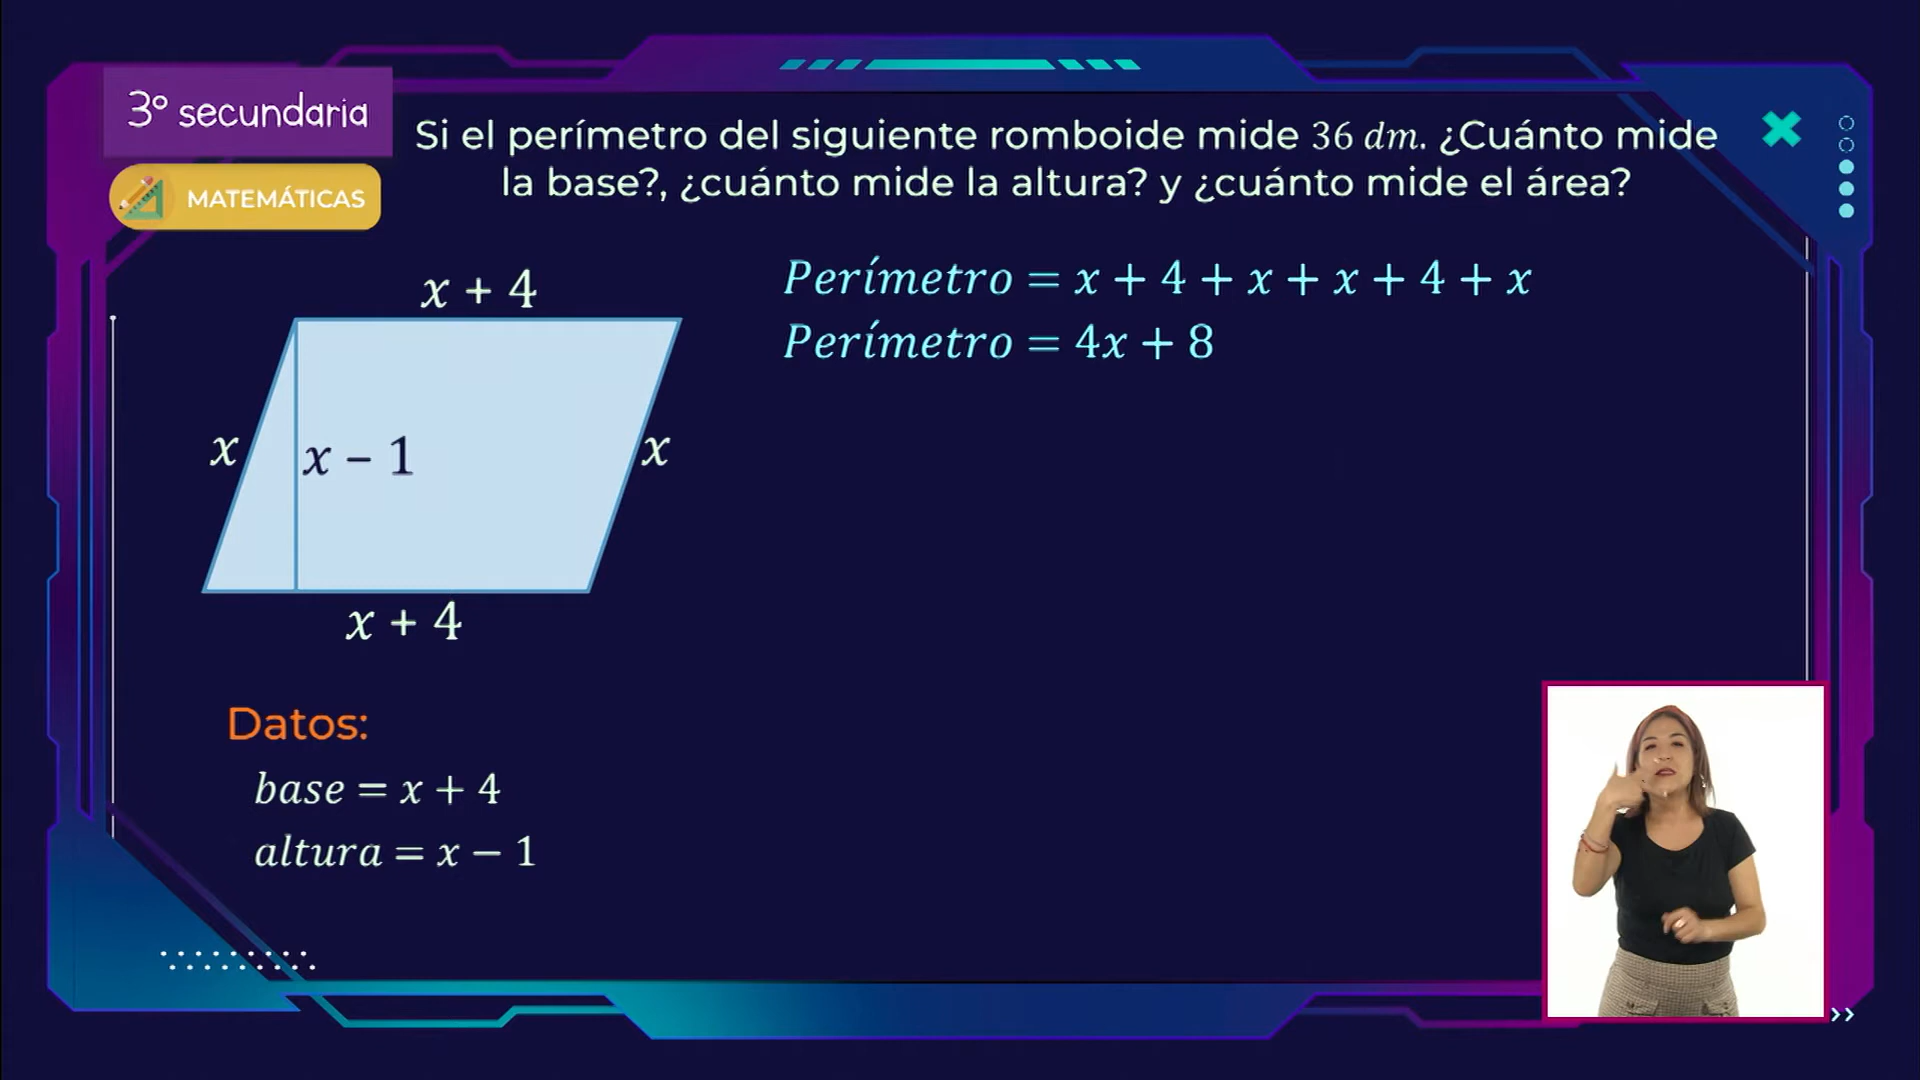 3° secundaria
MATEMÁTICAS
Si el perímetro del siguiente romboide mide 36 dm. ¿Cuánto mide
la base?, ¿cuánto mide la altura? y ¿cuánto mide el área?
x + 4
x
x – 1
x
x + 4
Perímetro = x + 4 + x + x + 4 + x
Perímetro = 4x + 8
Datos:
base = x + 4
altura = x − 1